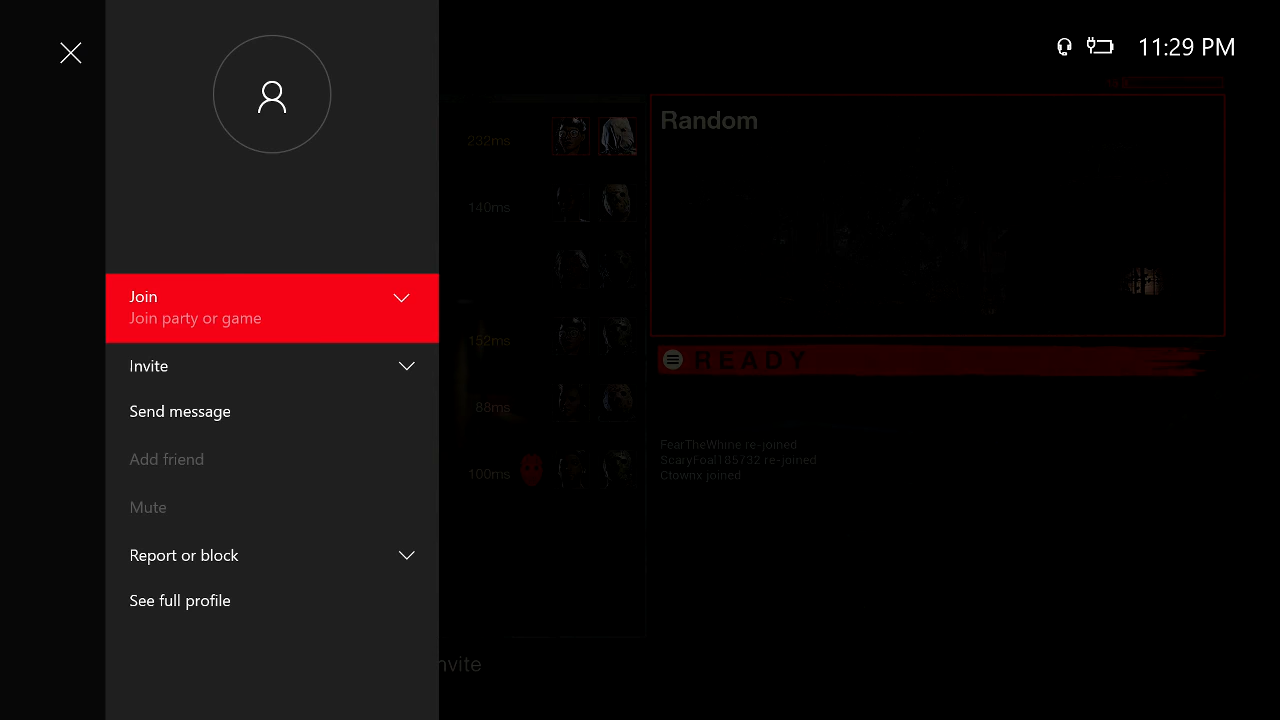 11:29 PM
Join
Join party or game
Invite
Send message
Add friend
Mute
Report or block
See full profile
232ms
140ms
152ms
88ms
100ms
Random
READY
FearTheWhine re-joined
ScaryFoal185732 re-joined
Ctownx joined
nvite